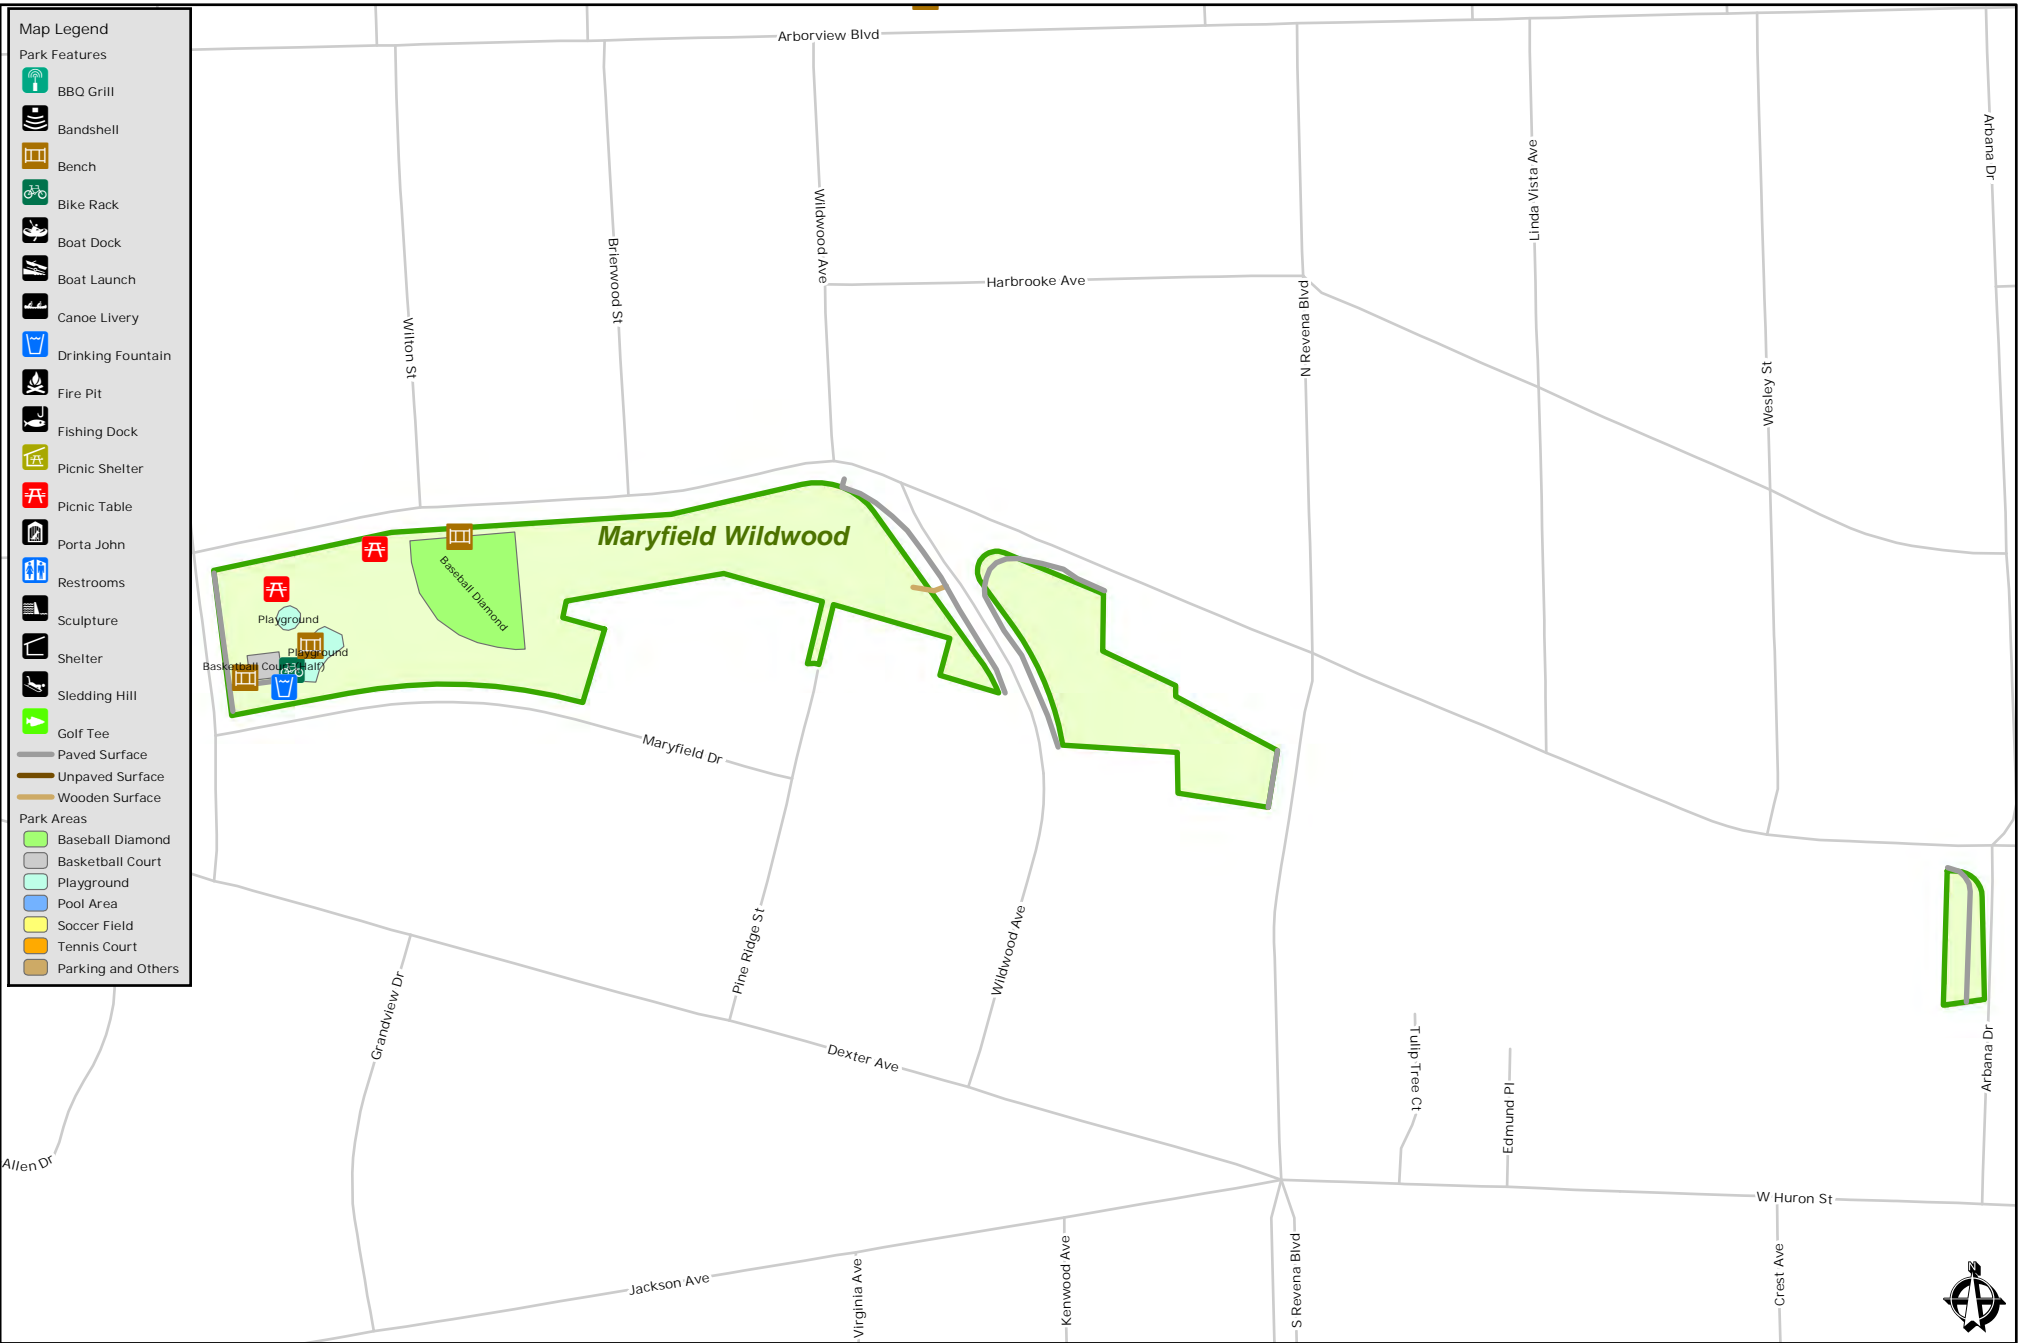 Map Legend
Park Features
BBQ Grill
Bandshell
Bench
Bike Rack
Boat Dock
Boat Launch
Canoe Livery
Drinking Fountain
Fire Pit
Fishing Dock
Picnic Shelter
Picnic Table
Porta John
Restrooms
Sculpture
Shelter
Sledding Hill
Golf Tee
Paved Surface
Unpaved Surface
Wooden Surface
Park Areas
Baseball Diamond
Basketball Court
Playground
Pool Area
Soccer Field
Tennis Court
Parking and Others
Arborview Blvd
Arbana Dr
Linda Vista Ave
Wildwood Ave
Brierwood St
Harbrooke Ave
N Revena Blvd
Wilton St
Wesley St
Maryfield Wildwood
Baseball Diamond
Playground
Playground
Basketball Court (Half)
Maryfield Dr
Pine Ridge St
Wildwood Ave
Grandview Dr
Dexter Ave
Tulip Tree Ct
Edmund Pl
Arbana Dr
Allen Dr
W Huron St
Jackson Ave
Virginia Ave
Kenwood Ave
S Revena Blvd
Crest Ave
N